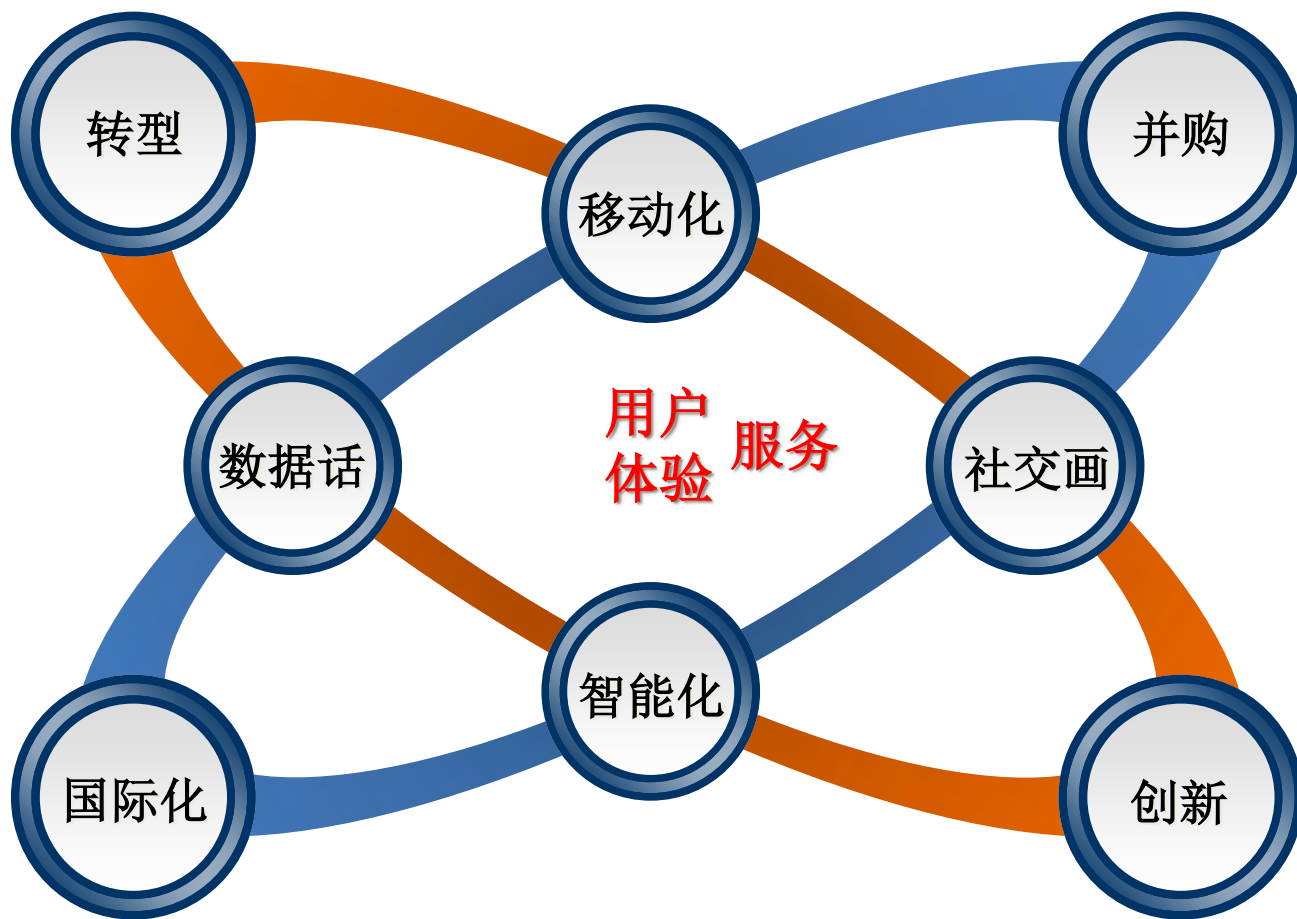 转型
并购
移动化
用户
体验
服务
数据话
社交画
智能化
国际化
创新